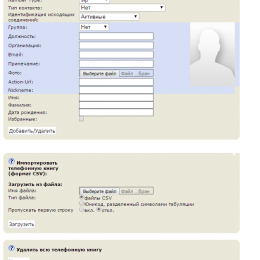 Тип контакта: Нет
Идентификация исходящих соединений: Активные
Группа: Нет
Должность:
Организация:
Email:
Примечание:
Фото: Выберите файл Файл
Action-Url:
Nickname:
Имя:
Фамилия:
Дата рождения:
Избранные:
Добавить/Удалить
Импортировать
телефонную книгу
(формат CSV):
Загрузить из файла:
Имя файла: Выберите файл Файл
Тип файла: Файлы CSV
Юникод, разделенный символами табуляции
Пропускать первую строку вкл. откл.
Загрузить
Удалить всю телефонную книгу